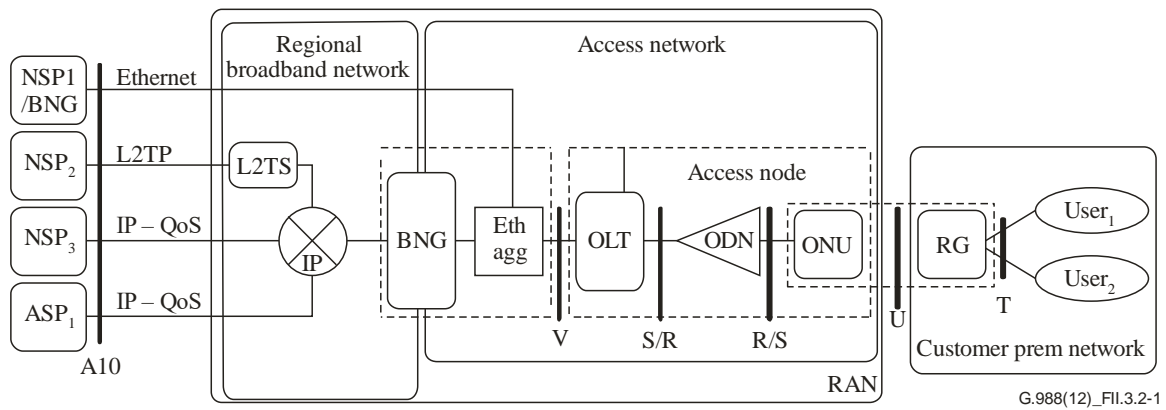 Regional
broadband network
Access network
NSP1
/BNG
Ethernet
NSP2
L2TP
L2TS
Access node
NSP3
IP – QoS
IP
BNG
Eth
agg
OLT
ODN
ONU
RG
User1
User2
ASP1
IP – QoS
A10
V
S/R
R/S
U
T
Customer prem network
RAN
G.988(12)_FII.3.2-1